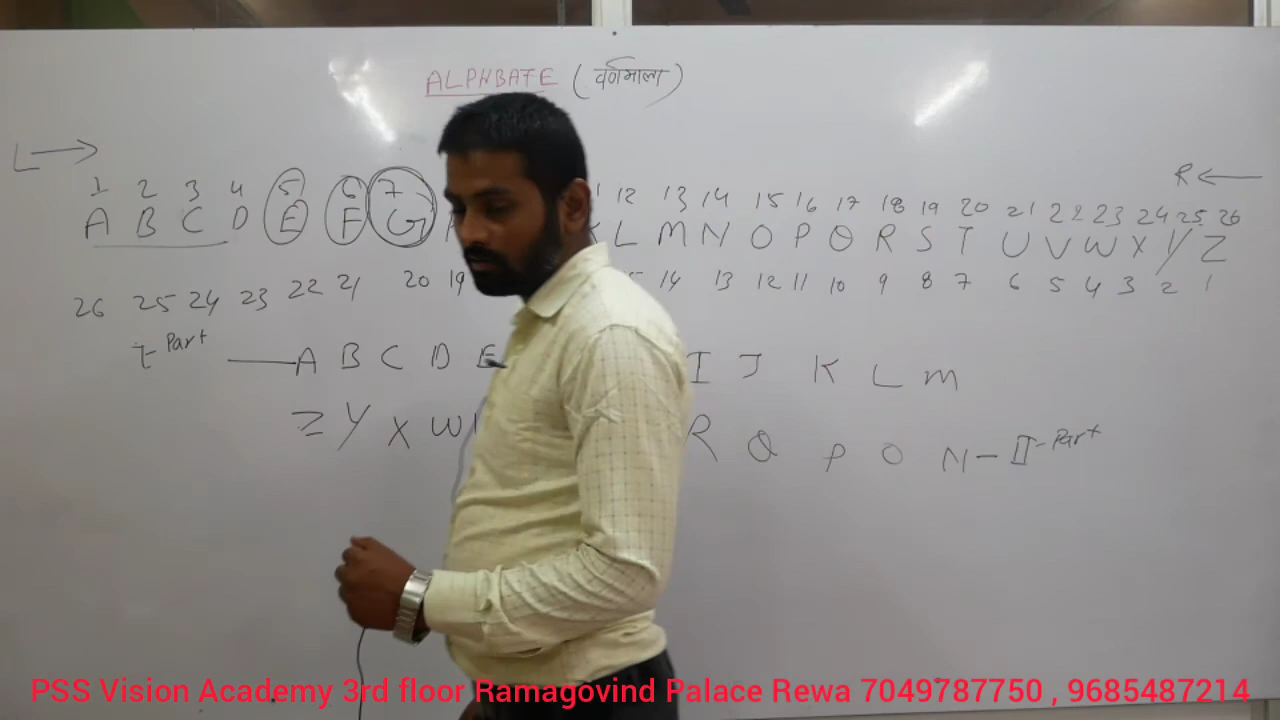 ALPHBATE (वर्णमाला)
L → R ←
1 2 3 4 5 6 7 12 13 14 15 16 17 18 19 20 21 22 23 24 25 26
A B C D E F G L M N O P Q R S T U V W X Y Z
26 25 24 23 22 21 20 19 14 13 12 11 10 9 8 7 6 5 4 3 2 1
I Part — A B C D E I J K L M
Z Y X W R Q P O N - II - Part
PSS Vision Academy 3rd floor Ramagovind Palace Rewa 7049787750 , 9685487214